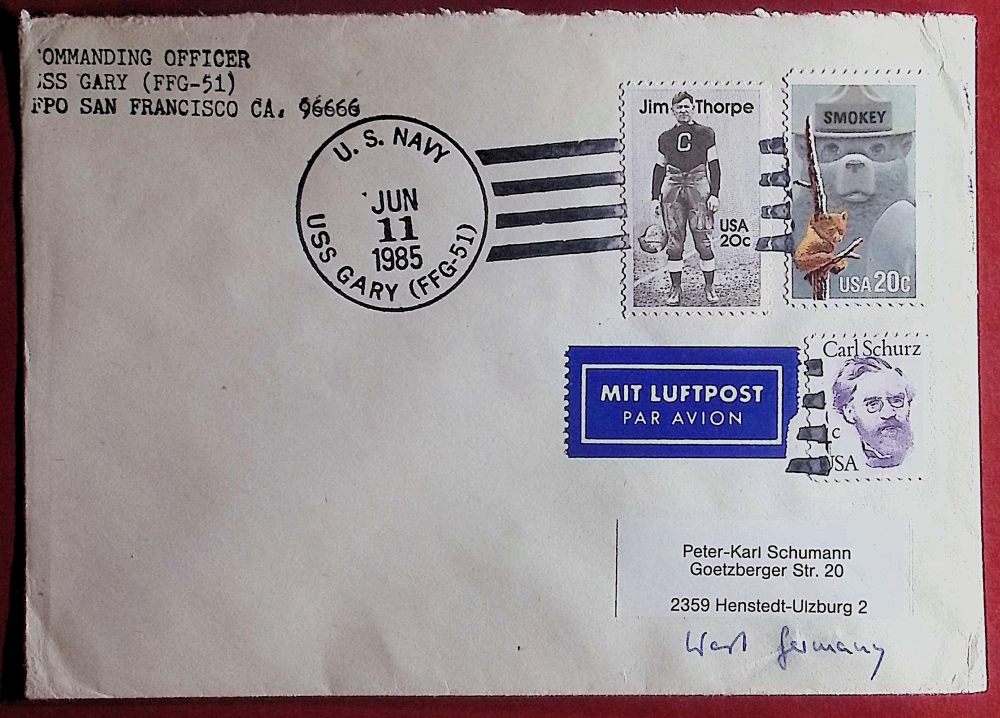 OMMANDING OFFICER
SS GARY (FFG-51)
FPO SAN FRANCISCO CA. 96666
U. S. NAVY
JUN
11
1985
USS GARY (FFG-51)
Jim Thorpe
C
USA
20c
SMOKEY
USA 20c
Carl Schurz
c
USA
MIT LUFTPOST
PAR AVION
Peter-Karl Schumann
Goetzberger Str. 20
2359 Henstedt-Ulzburg 2
West Germany